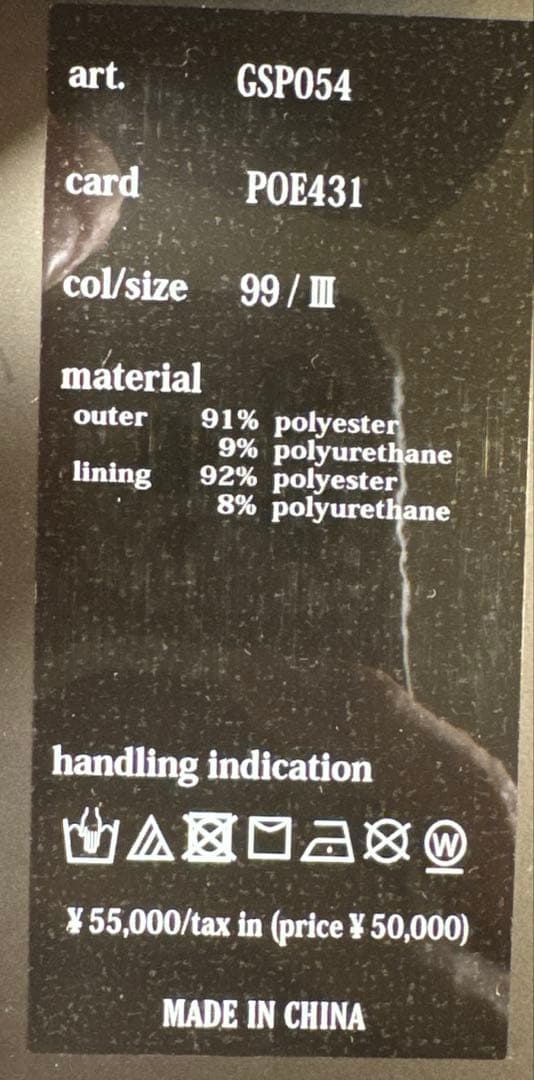 art. GSP054
card POE431
col/size 99 / Ⅲ
material
outer 91% polyester
9% polyurethane
lining 92% polyester
8% polyurethane
handling indication
W
¥ 55,000/tax in (price ¥ 50,000)
MADE IN CHINA